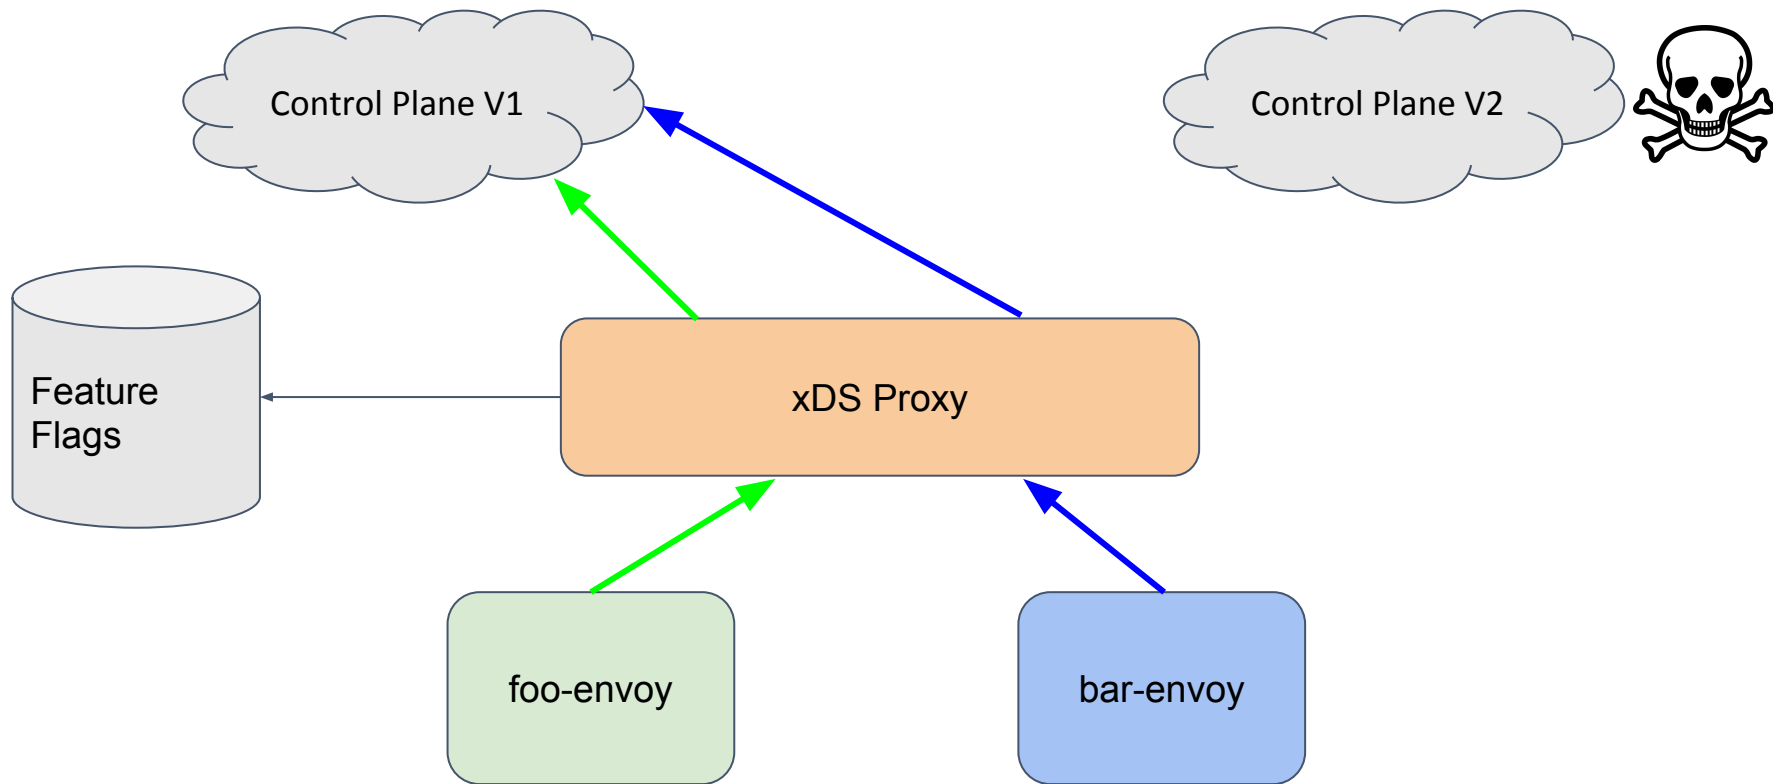 Control Plane V1
Control Plane V2
Feature
Flags
xDS Proxy
foo-envoy
bar-envoy